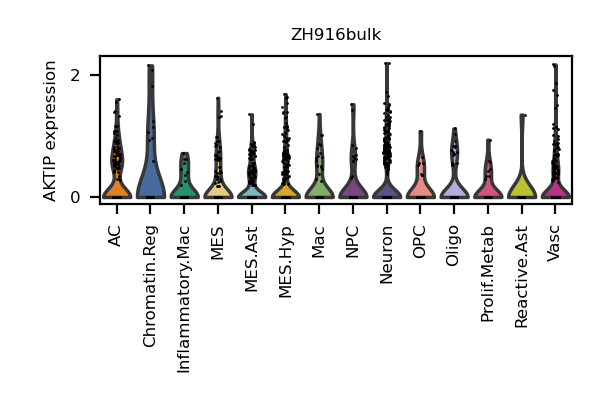 ZH916bulk
AKTIP expression
2
0
AC
Chromatin.Reg
Inflammatory.Mac
MES
MES.Ast
MES.Hyp
Mac
NPC
Neuron
OPC
Oligo
Prolif.Metab
Reactive.Ast
Vasc